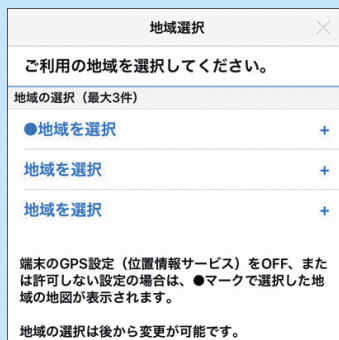 地域選択
ご利用の地域を選択してください。
地域の選択（最大3件）
●地域を選択 +
地域を選択 +
地域を選択 +
端末のGPS設定（位置情報サービス）をOFF、また
は許可しない設定の場合は、●マークで選択した地
域の地図が表示されます。
地域の選択は後から変更が可能です。